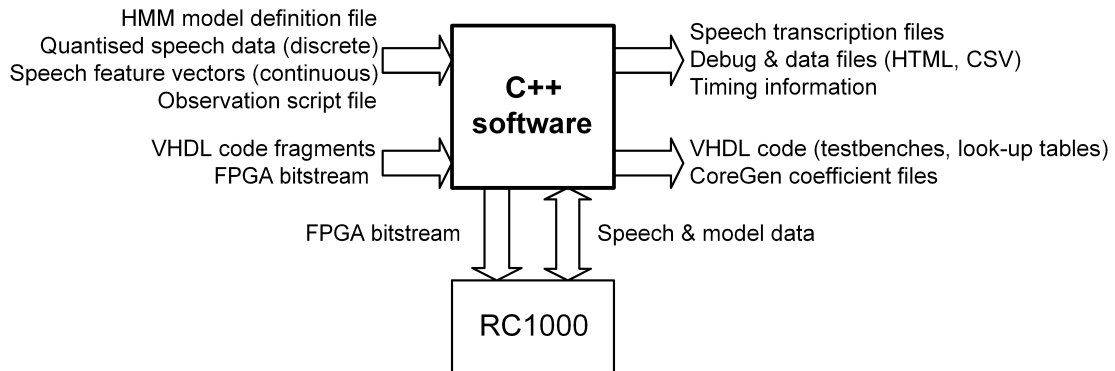 HMM model definition file
Quantised speech data (discrete)
Speech feature vectors (continuous)
Observation script file
VHDL code fragments
FPGA bitstream
C++
software
Speech transcription files
Debug & data files (HTML, CSV)
Timing information
VHDL code (testbenches, look-up tables)
CoreGen coefficient files
FPGA bitstream
Speech & model data
RC1000